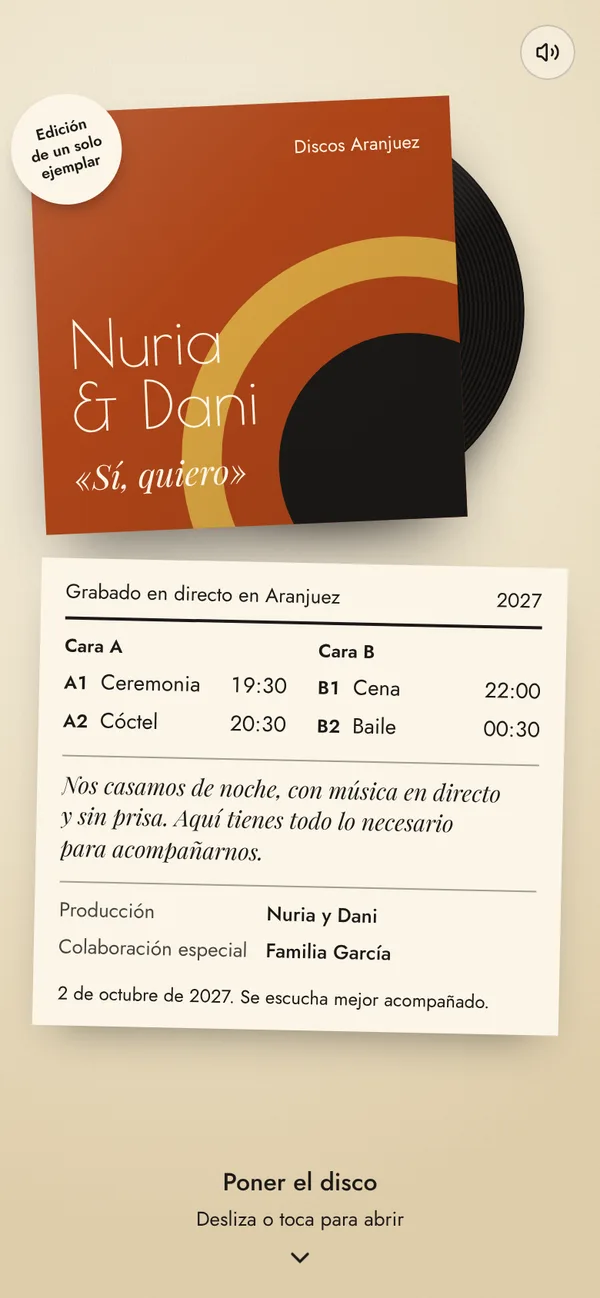 Edición
de un solo
ejemplar
Discos Aranjuez
Nuria
& Dani
«Sí, quiero»
Grabado en directo en Aranjuez 2027
Cara A Cara B
A1 Ceremonia 19:30 B1 Cena 22:00
A2 Cóctel 20:30 B2 Baile 00:30
Nos casamos de noche, con música en directo
y sin prisa. Aquí tienes todo lo necesario
para acompañarnos.
Producción Nuria y Dani
Colaboración especial Familia García
2 de octubre de 2027. Se escucha mejor acompañado.
Poner el disco
Desliza o toca para abrir